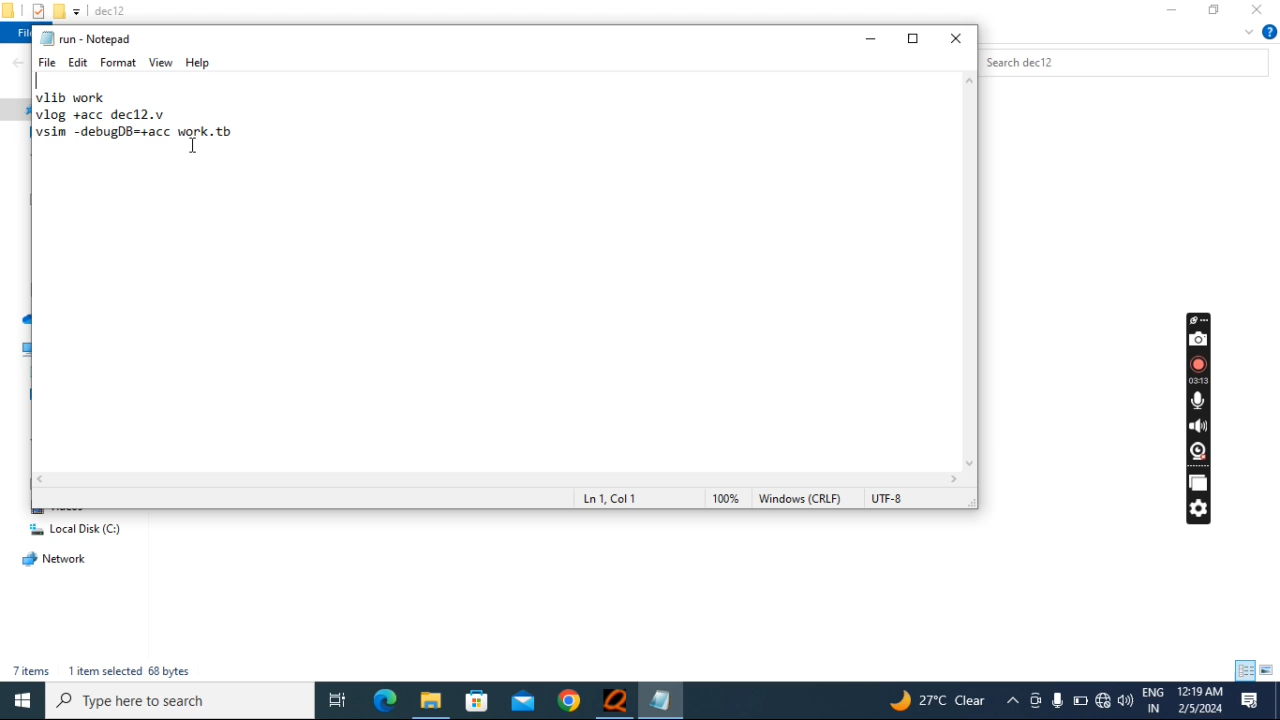 dec12
File
run - Notepad
File Edit Format View Help
Search dec12
vlib work
vlog +acc dec12.v
vsim -debugDB=+acc work.tb
03:13
Ln 1, Col 1 100% Windows (CRLF) UTF-8
Local Disk (C:)
Network
7 items 1 item selected 68 bytes
Type here to search
27°C Clear
ENG
IN
12:19 AM
2/5/2024